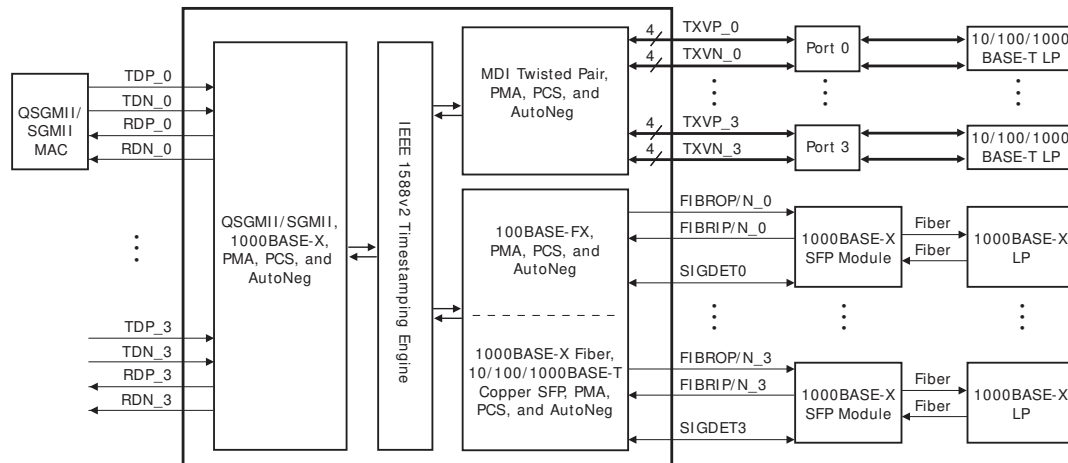 QSGMII/
SGMII
MAC
TDP_0
TDN_0
RDP_0
RDN_0
TDP_3
TDN_3
RDP_3
RDN_3
QSGMII/SGMII,
1000BASE-X,
PMA, PCS, and
AutoNeg
IEEE 1588v2 Timestamping Engine
MDI Twisted Pair,
PMA, PCS, and
AutoNeg
100BASE-FX,
PMA, PCS, and
AutoNeg
1000BASE-X Fiber,
10/100/1000BASE-T
Copper SFP, PMA,
PCS, and AutoNeg
4
TXVP_0
4
TXVN_0
4
TXVP_3
4
TXVN_3
Port 0
Port 3
10/100/1000
BASE-T LP
10/100/1000
BASE-T LP
FIBROP/N_0
FIBRIP/N_0
SIGDET0
1000BASE-X
SFP Module
Fiber
Fiber
1000BASE-X
LP
FIBROP/N_3
FIBRIP/N_3
SIGDET3
1000BASE-X
SFP Module
Fiber
Fiber
1000BASE-X
LP